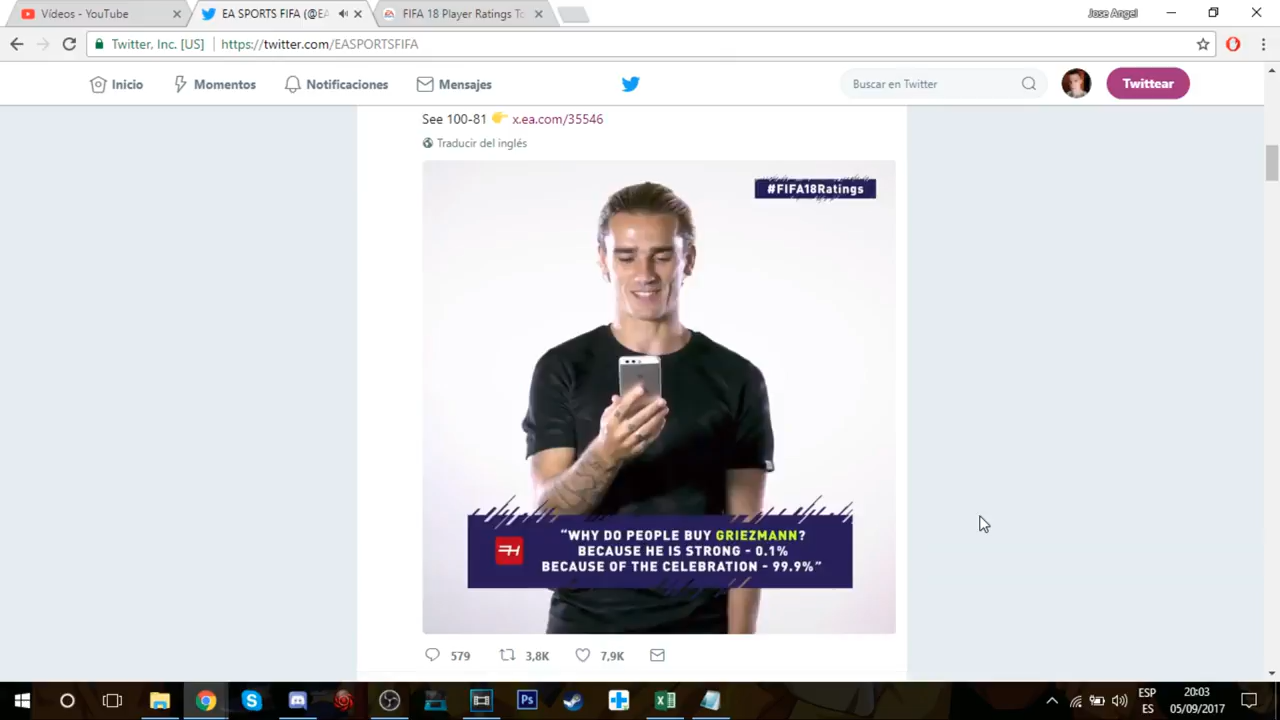 Vídeos - YouTube
EA SPORTS FIFA (@EA
FIFA 18 Player Ratings To
Jose Angel
Twitter, Inc. [US]
https://twitter.com/EASPORTSFIFA
Inicio
Momentos
Notificaciones
Mensajes
Buscar en Twitter
Twittear
See 100-81 👉 x.ea.com/35546
Traducir del inglés
#FIFA18Ratings
“WHY DO PEOPLE BUY GRIEZMANN?
BECAUSE HE IS STRONG - 0.1%
BECAUSE OF THE CELEBRATION - 99.9%”
579
3,8K
7,9K
ESP
ES
20:03
05/09/2017